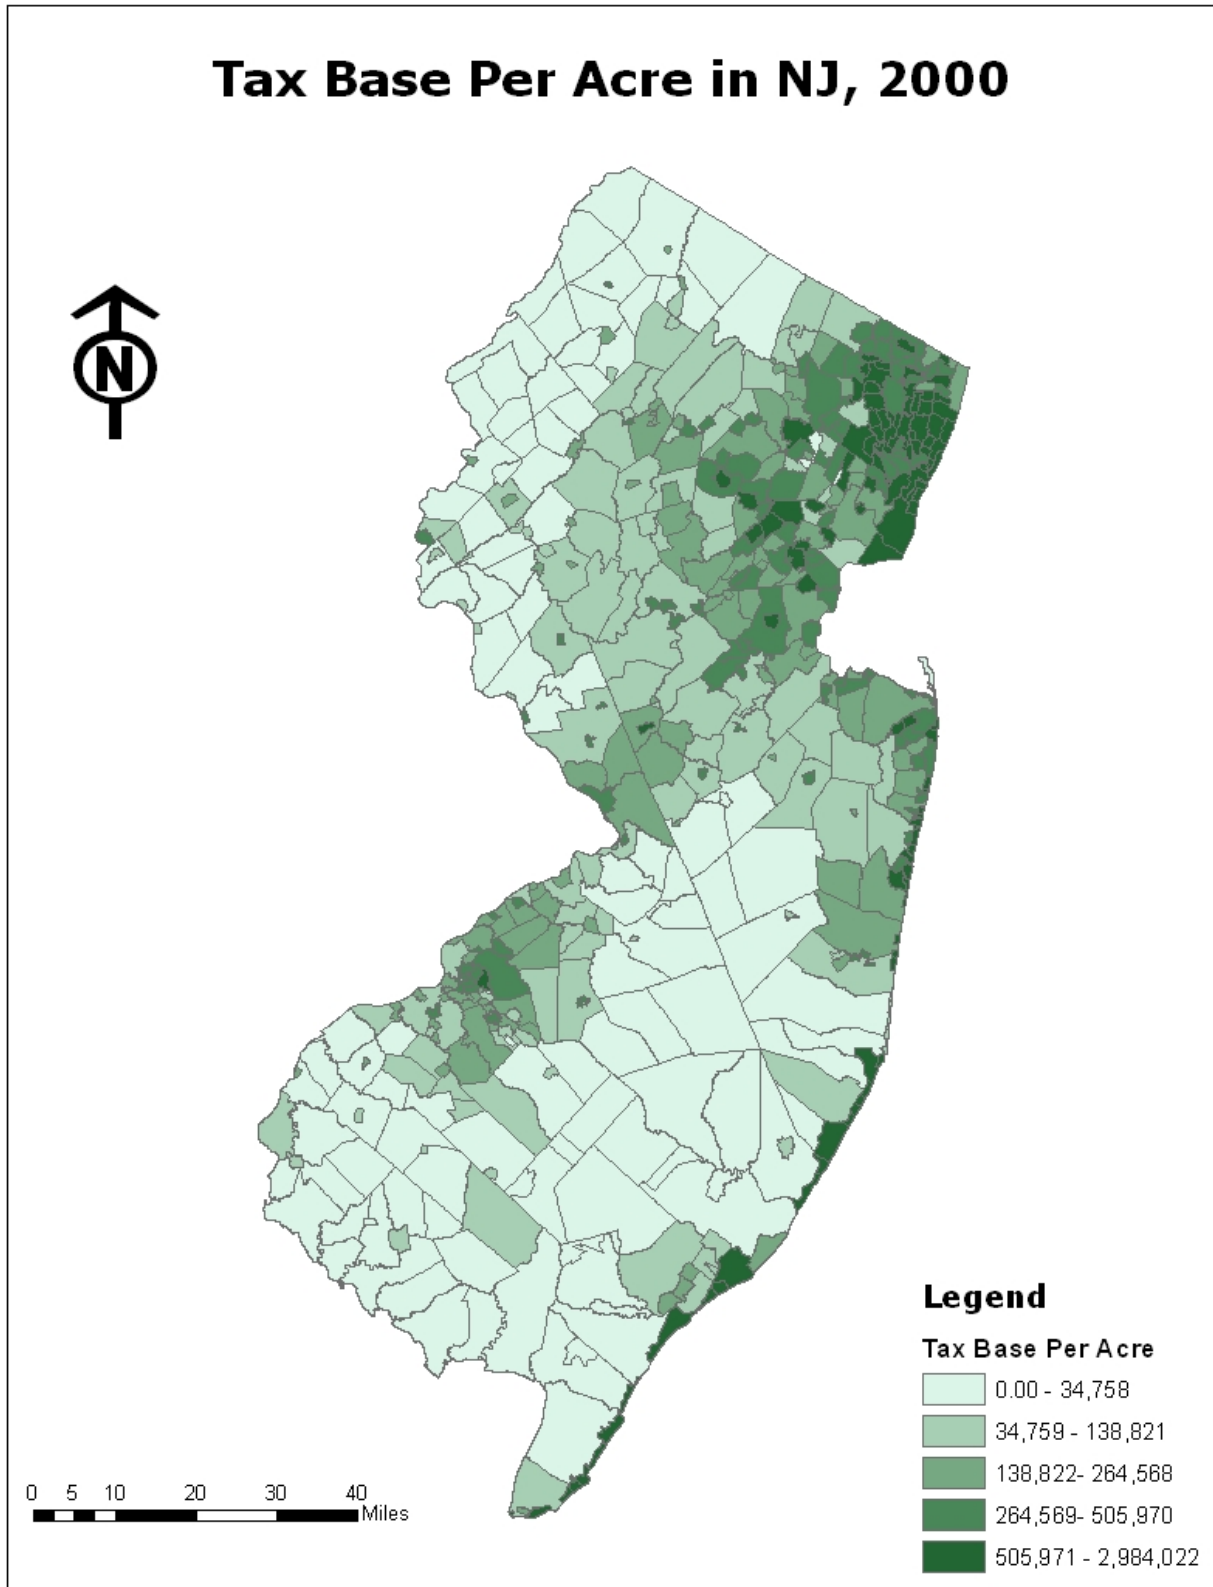 Tax Base Per Acre in NJ, 2000
N
Legend
Tax Base Per Acre
0.00 - 34,758
34,759 - 138,821
138,822- 264,568
264,569- 505,970
505,971 - 2,984,022
0 5 10 20 30 40
Miles